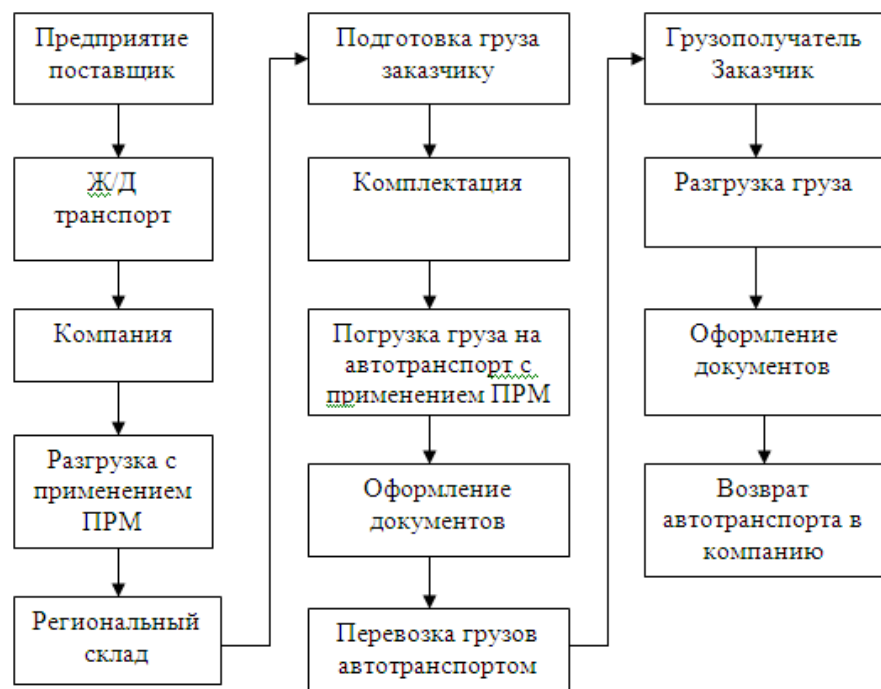 Предприятие
поставщик
Ж/Д
транспорт
Компания
Разгрузка с
применением
ПРМ
Региональный
склад
Подготовка груза
заказчику
Комплектация
Погрузка груза на
автотранспорт с
применением ПРМ
Оформление
документов
Перевозка грузов
автотранспортом
Грузополучатель
Заказчик
Разгрузка груза
Оформление
документов
Возврат
автотранспорта в
компанию